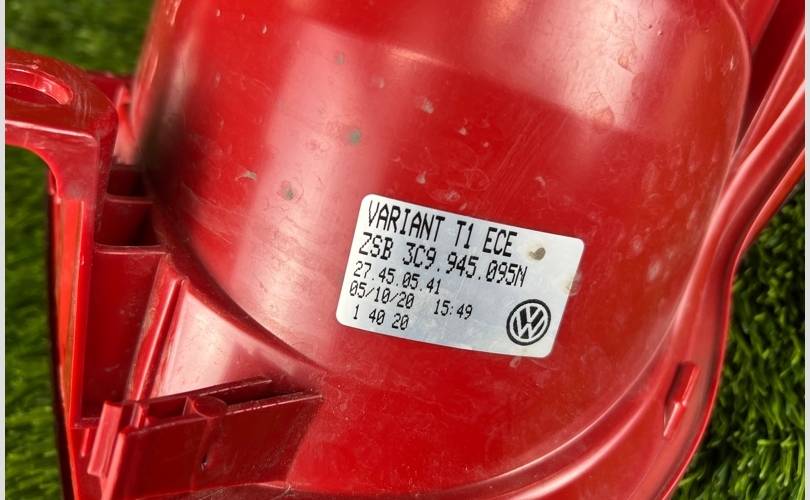 VARIANT T1 ECE
ZSB 3C9.945.095N
27.45.05.41
05/10/20 15:49
1 40 20
VW